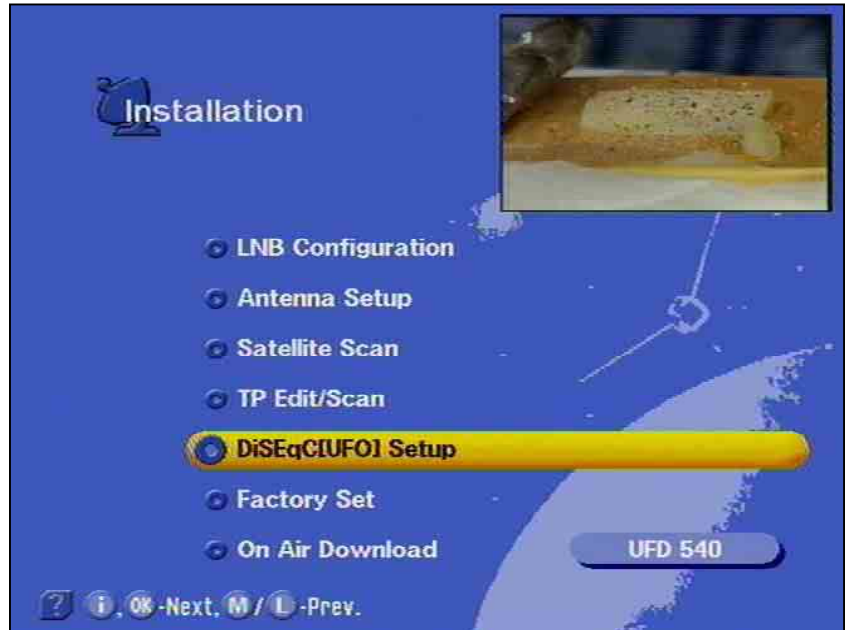 Installation
LNB Configuration
Antenna Setup
Satellite Scan
TP Edit/Scan
DiSEqC[UFO] Setup
Factory Set
On Air Download UFD 540
? i, OK -Next, M / L -Prev.